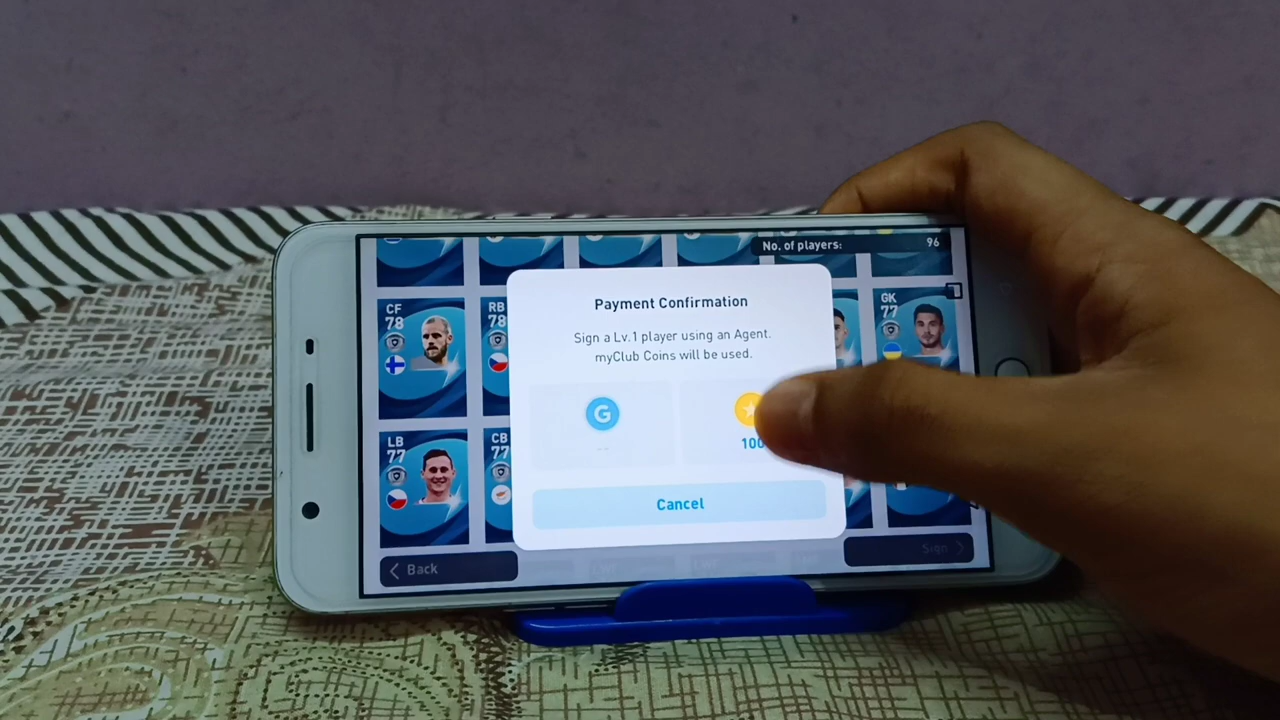 No. of players: 96
CF
78
RB
78
GK
77
Payment Confirmation
Sign a Lv.1 player using an Agent.
myClub Coins will be used.
G
--
100
LB
77
CB
77
Cancel
Back
Sign